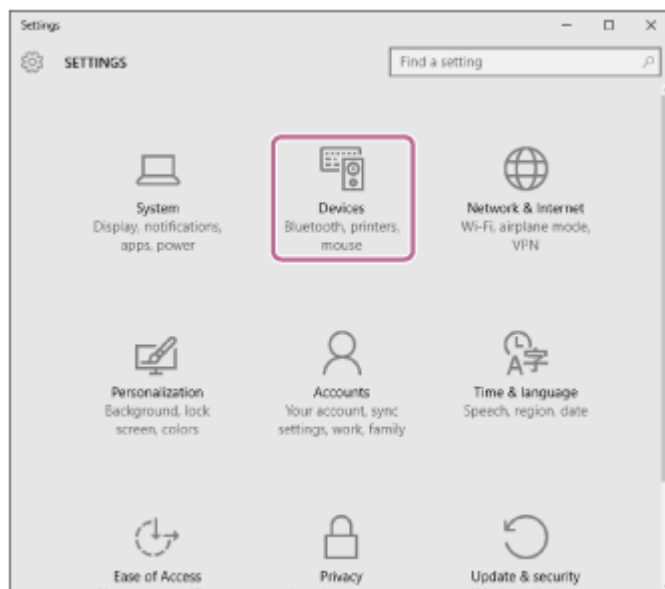 Settings
SETTINGS
Find a setting
System
Display, notifications,
apps, power
Devices
Bluetooth, printers,
mouse
Network & Internet
Wi-Fi, airplane mode,
VPN
Personalization
Background, lock
screen, colors
Accounts
Your account, sync
settings, work, family
Time & language
Speech, region, date
Ease of Access
Privacy
Update & security